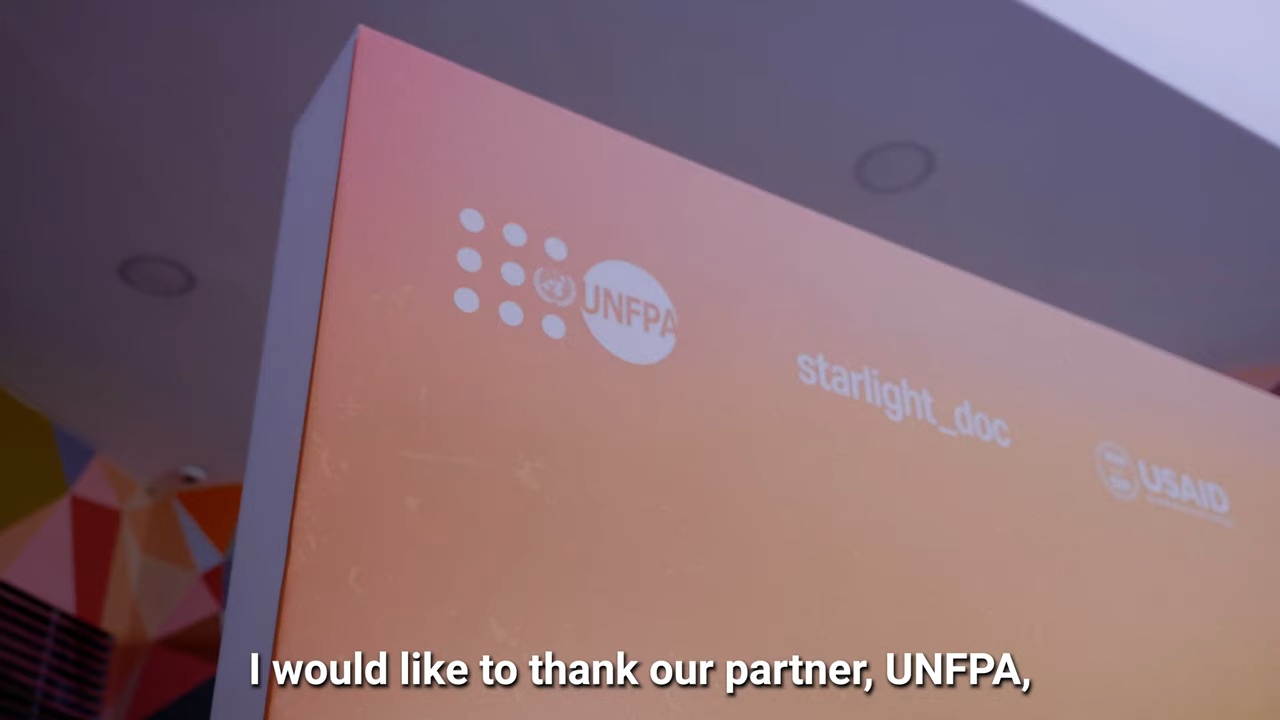 UNFPA
starlight_doc
USAID
I would like to thank our partner, UNFPA,